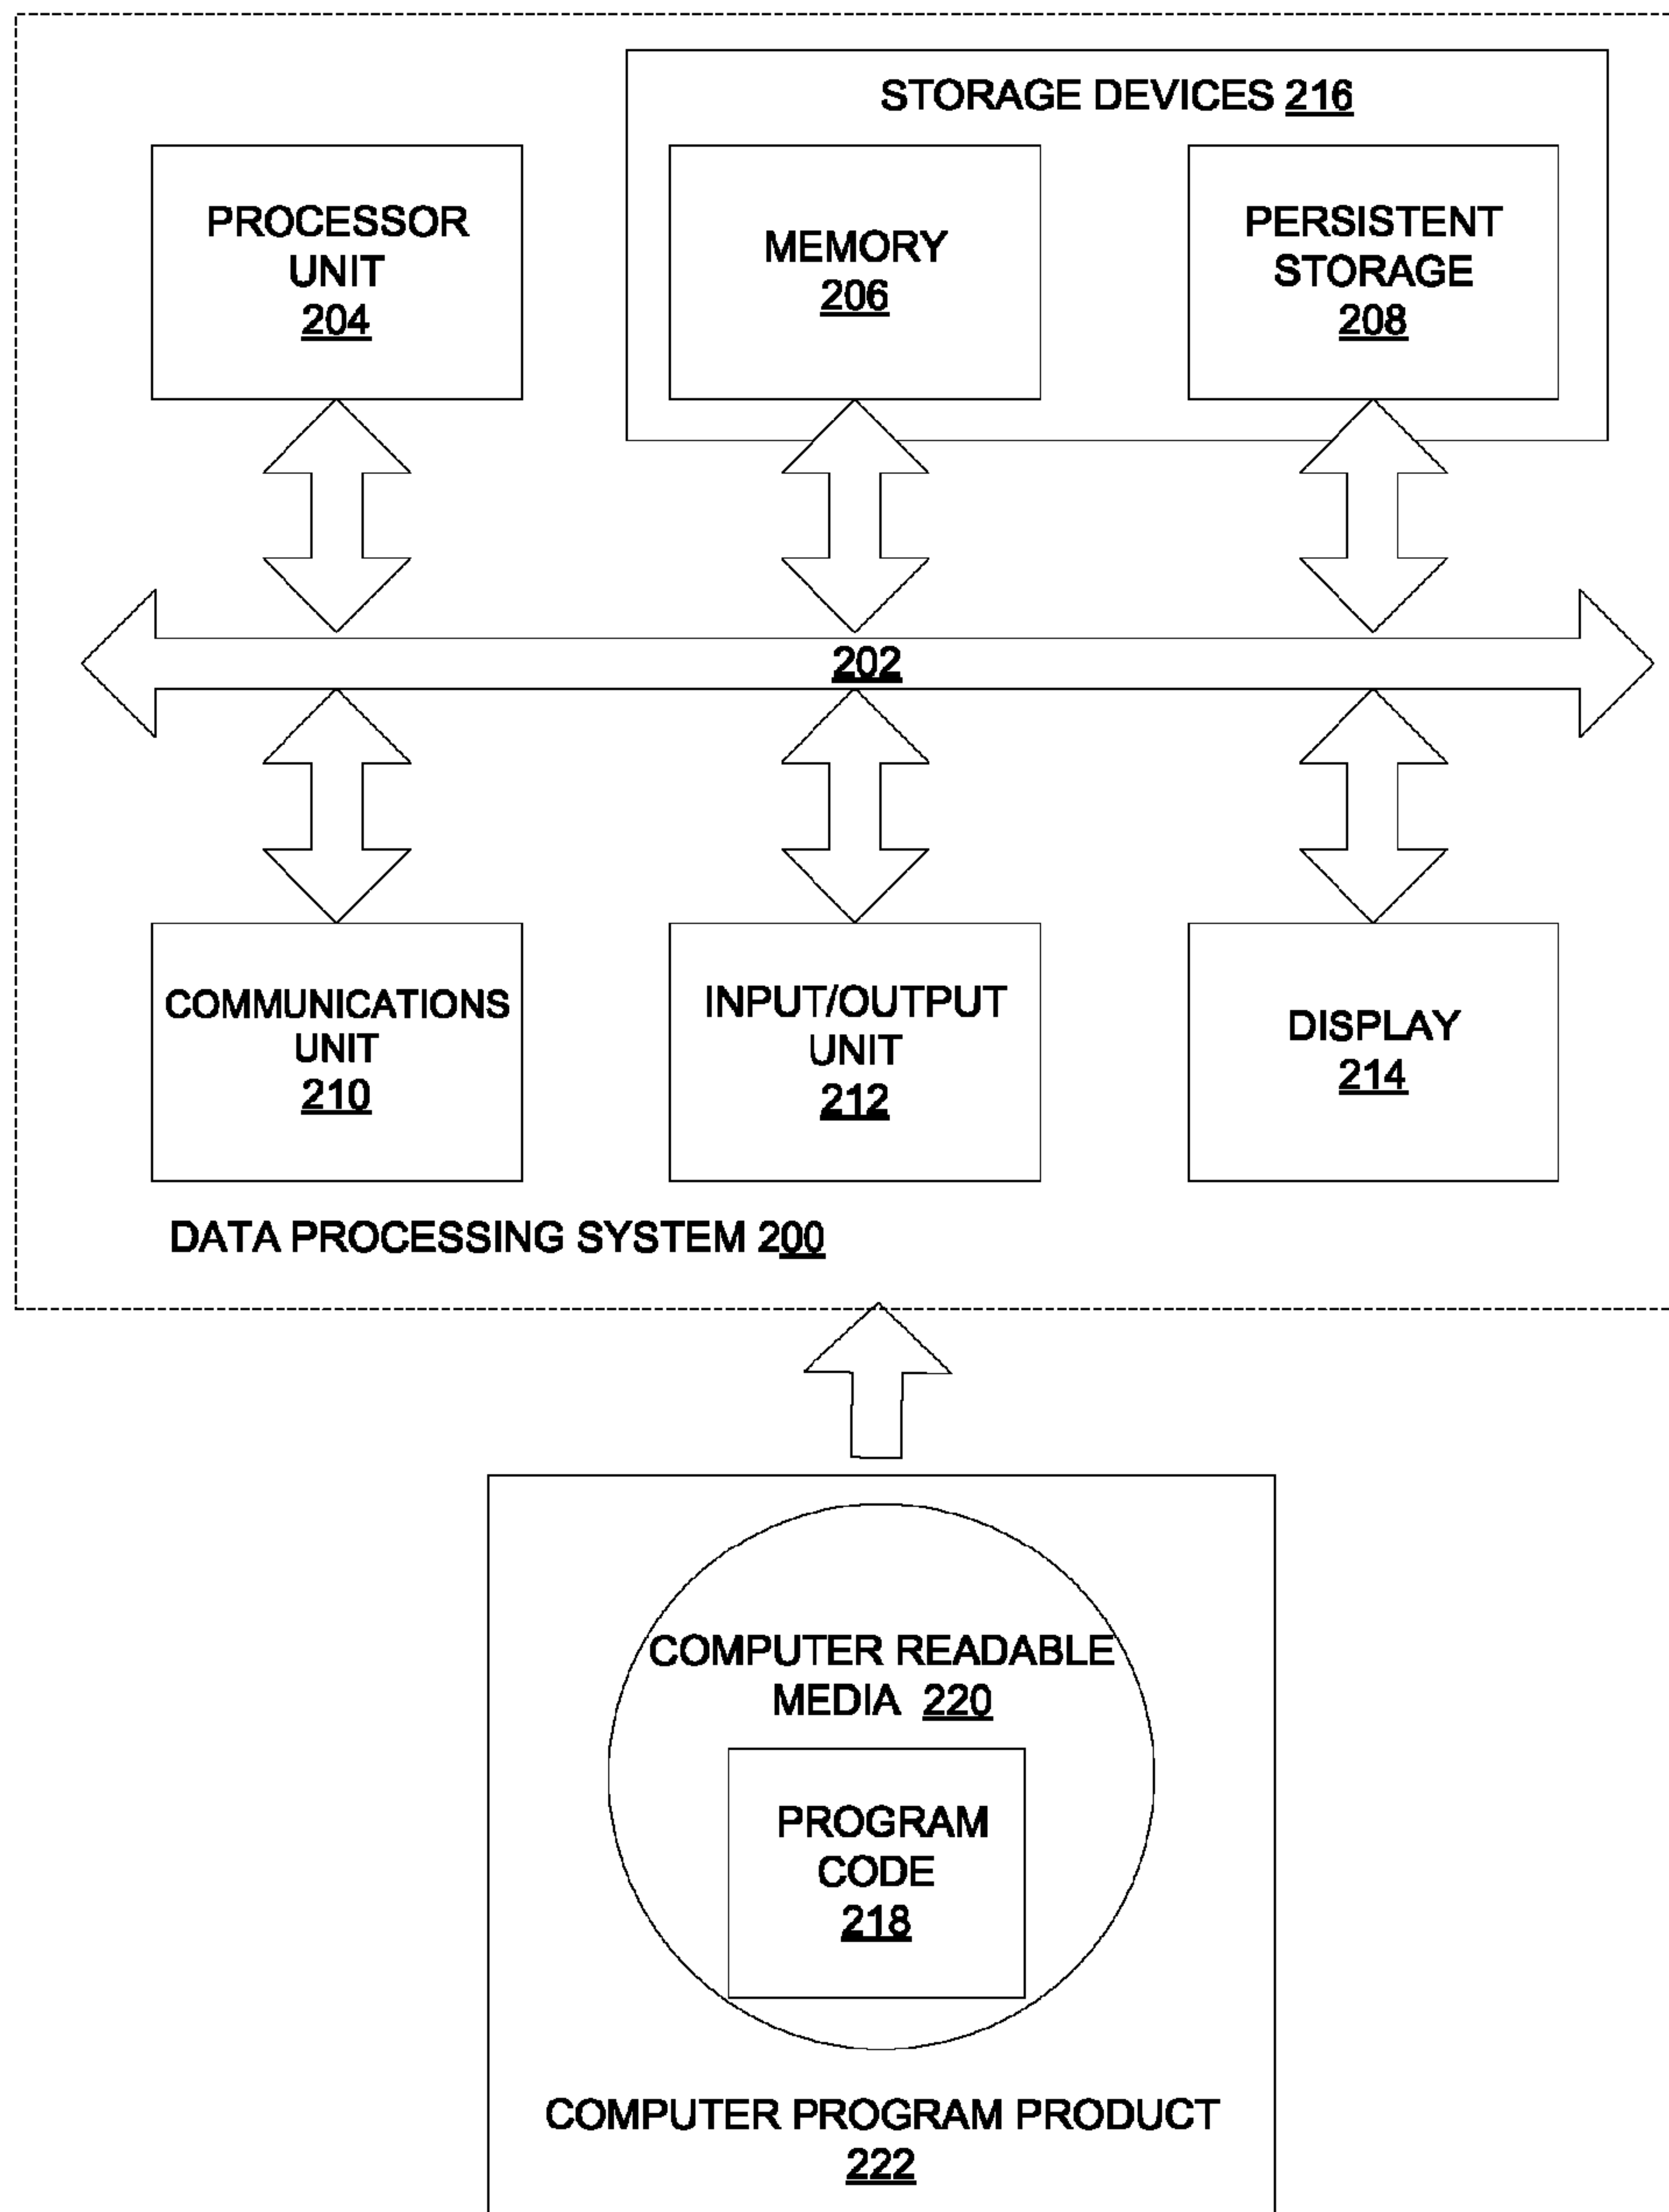 STORAGE DEVICES 216
PROCESSOR
UNIT
204
MEMORY
206
PERSISTENT
STORAGE
208
202
COMMUNICATIONS
UNIT
210
INPUT/OUTPUT
UNIT
212
DISPLAY
214
DATA PROCESSING SYSTEM 200
COMPUTER READABLE
MEDIA 220
PROGRAM
CODE
218
COMPUTER PROGRAM PRODUCT
222